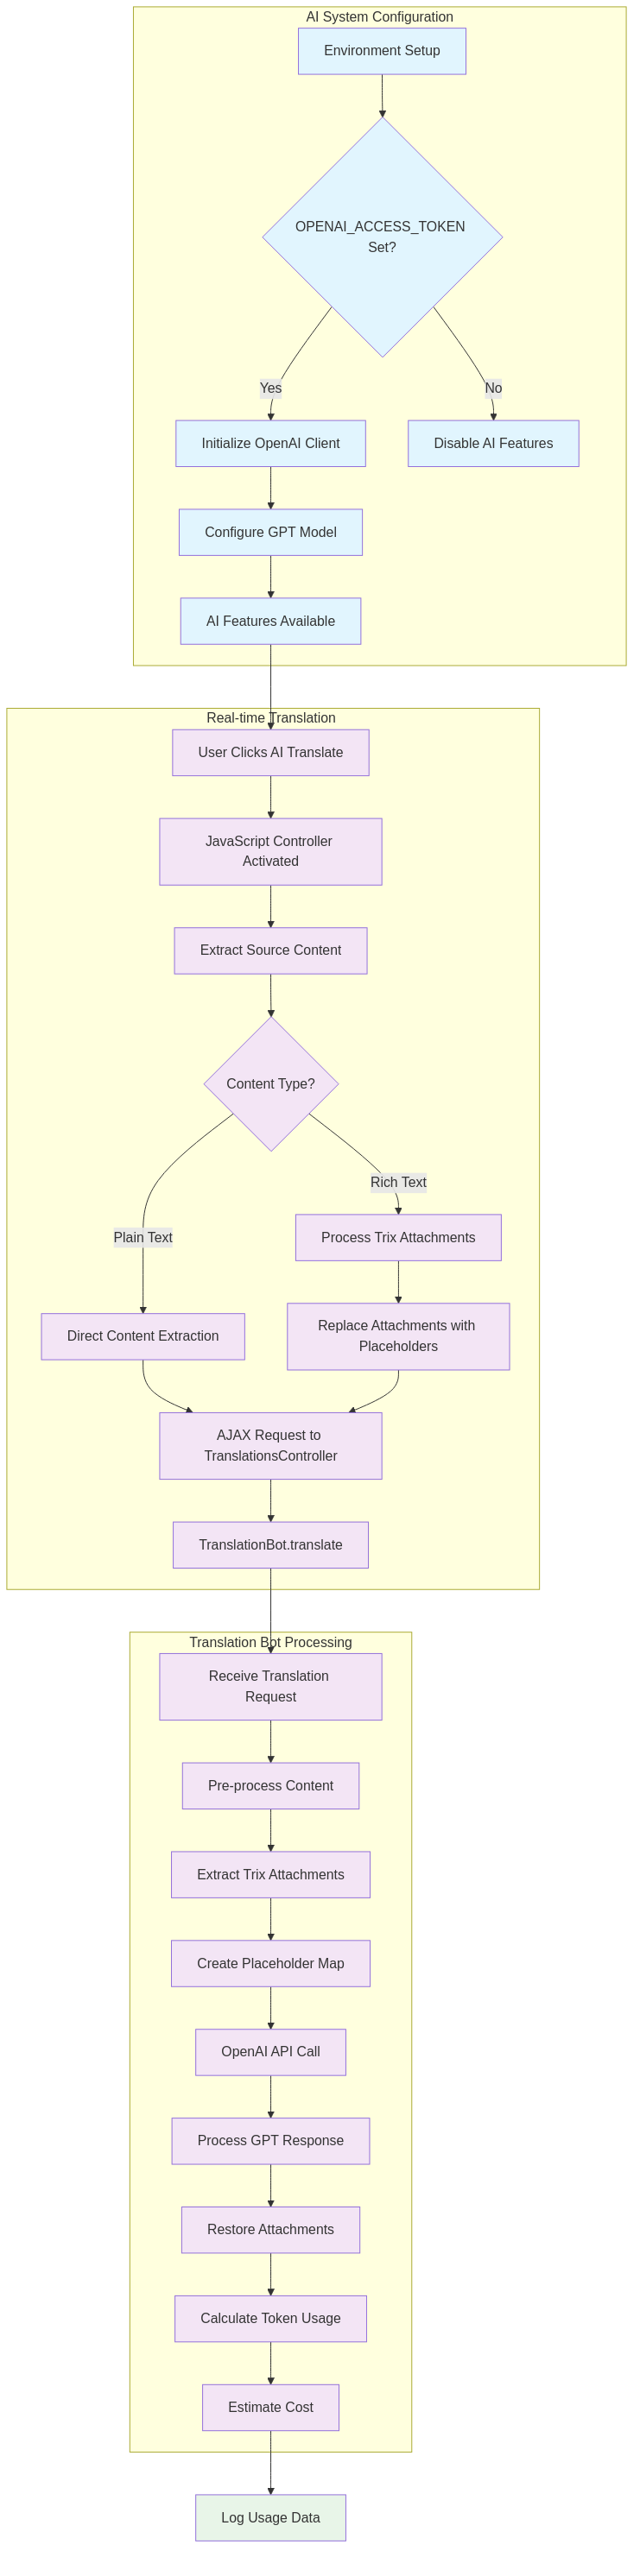 AI System Configuration
Environment Setup
OPENAI_ACCESS_TOKEN
Set?
Yes
No
Initialize OpenAI Client
Disable AI Features
Configure GPT Model
AI Features Available
Real-time Translation
User Clicks AI Translate
JavaScript Controller
Activated
Extract Source Content
Content Type?
Rich Text
Plain Text
Process Trix Attachments
Direct Content Extraction
Replace Attachments with
Placeholders
AJAX Request to
TranslationsController
TranslationBot.translate
Translation Bot Processing
Receive Translation
Request
Pre-process Content
Extract Trix Attachments
Create Placeholder Map
OpenAI API Call
Process GPT Response
Restore Attachments
Calculate Token Usage
Estimate Cost
Log Usage Data